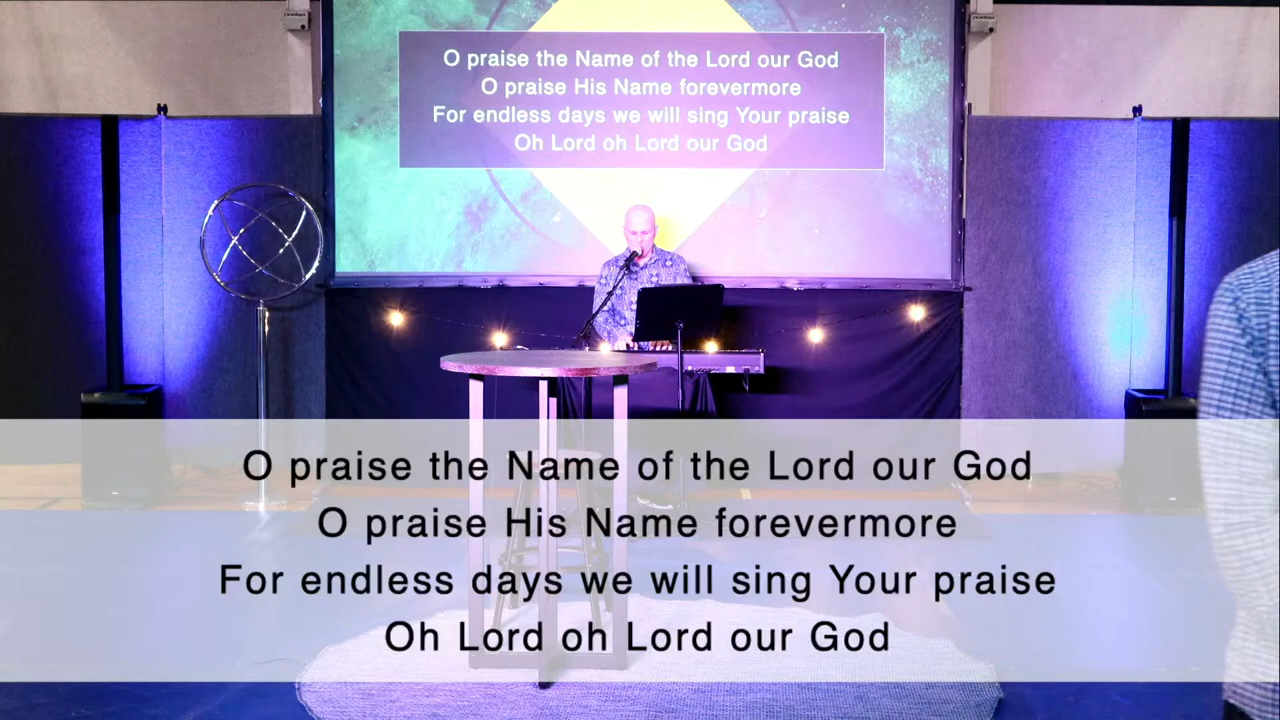 O praise the Name of the Lord our God
O praise His Name forevermore
For endless days we will sing Your praise
Oh Lord oh Lord our God
O praise the Name of the Lord our God
O praise His Name forevermore
For endless days we will sing Your praise
Oh Lord oh Lord our God